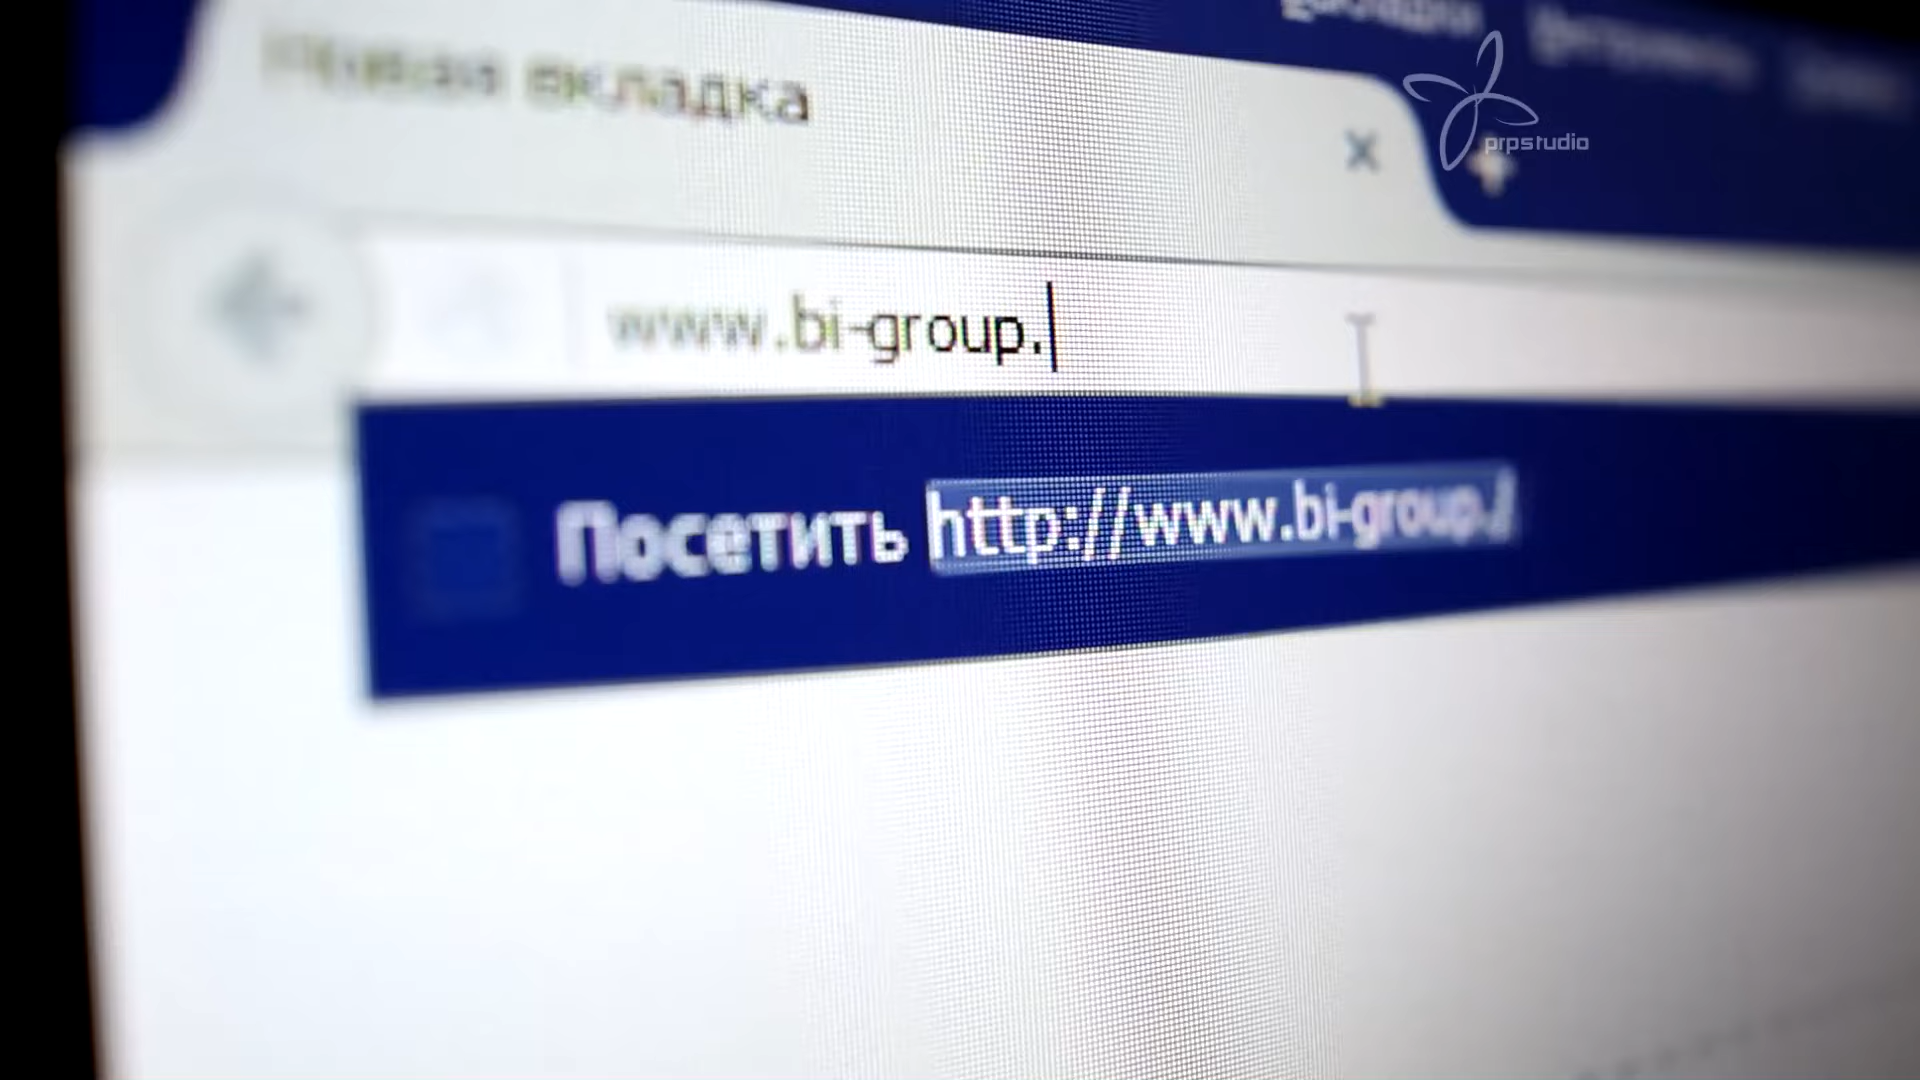 Новая вкладка
prpstudio
www.bi-group.
Посетить http://www.bi-group./